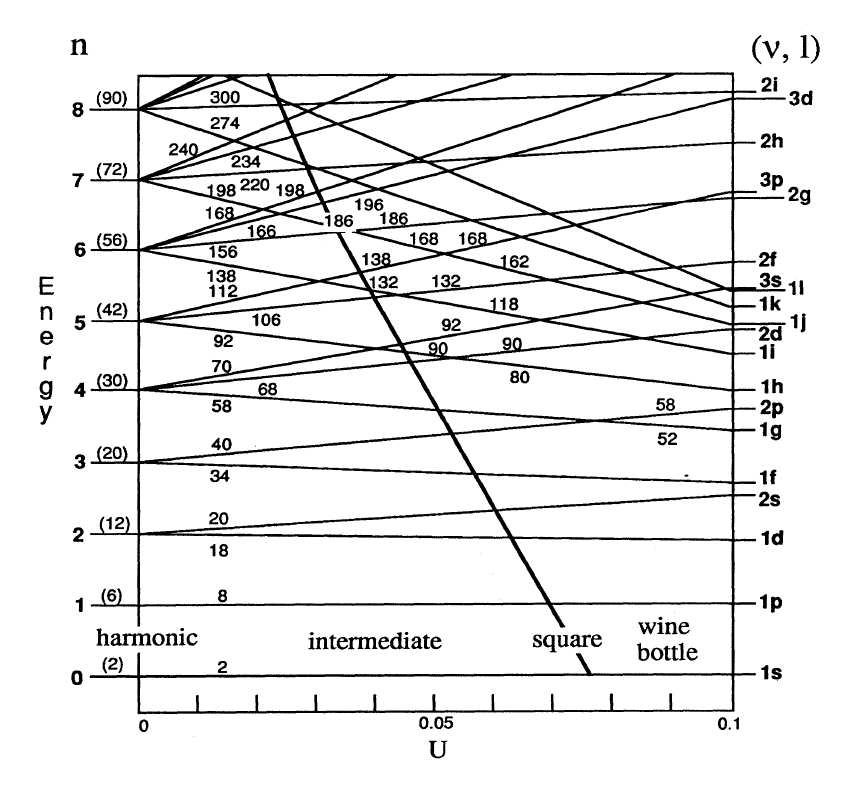 n (ν, l)
8 (90) 300 2i
3d
274
240 2h
7 (72) 234
198 220 198 3p
168 196 2g
186 186
166 168 168
6 (56) 156 138 162 2f
138 132 132 3s
112 118 1l
1k
5 (42) 106 92 1j
2d
92 90 90 1i
70 80 1h
4 (30) 68
58 58 2p
1g
40 52
3 (20)
34 1f
2s
20
2 (12) 1d
18
1 (6) 8 1p
harmonic intermediate square wine
bottle
0 (2) 2 1s
0 0.05 0.1
U
Energy